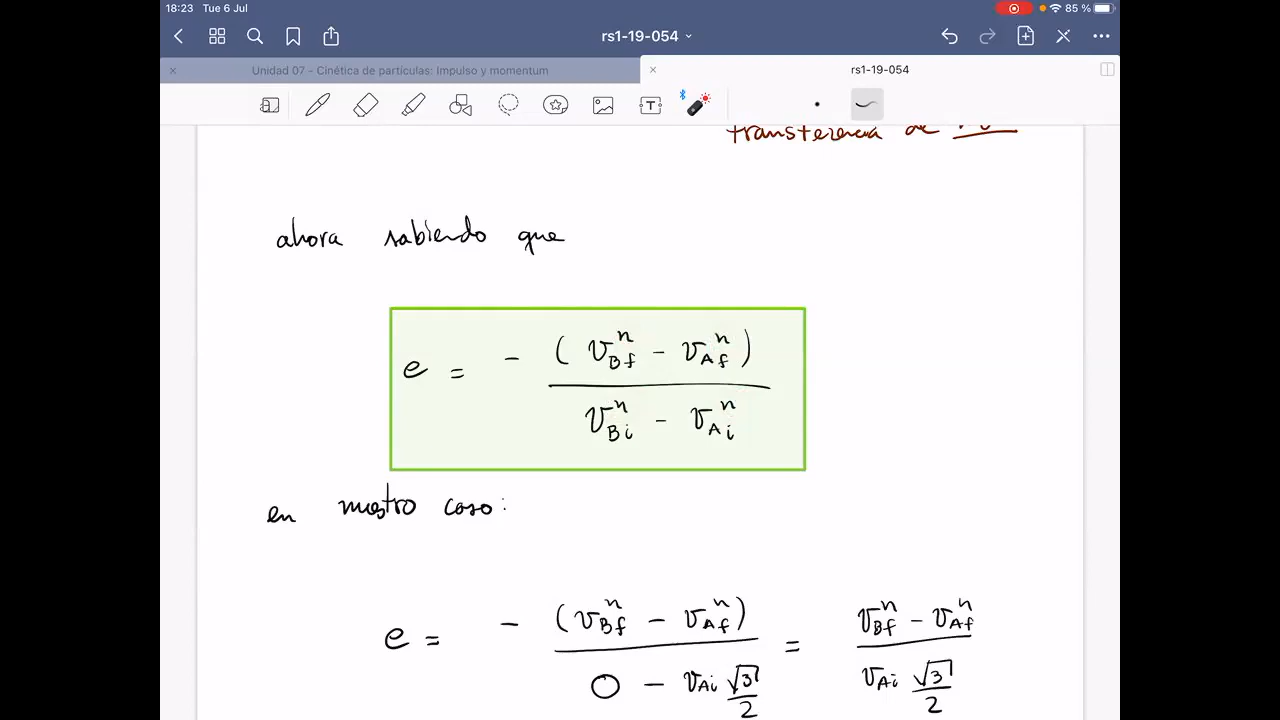 18:23 Tue 6 Jul
85 %
rs1-19-054
Unidad 07 - Cinética de partículas: Impulso y momentum
rs1-19-054
transferencia de
ahora sabiendo que
e = - (v_Bf^n - v_Af^n) / (v_Bi^n - v_Ai^n)
en nuestro caso:
e = - (v_Bf^n - v_Af^n) / (0 - v_Ai √3/2) = (v_Bf^n - v_Af^n) / (v_Ai √3/2)